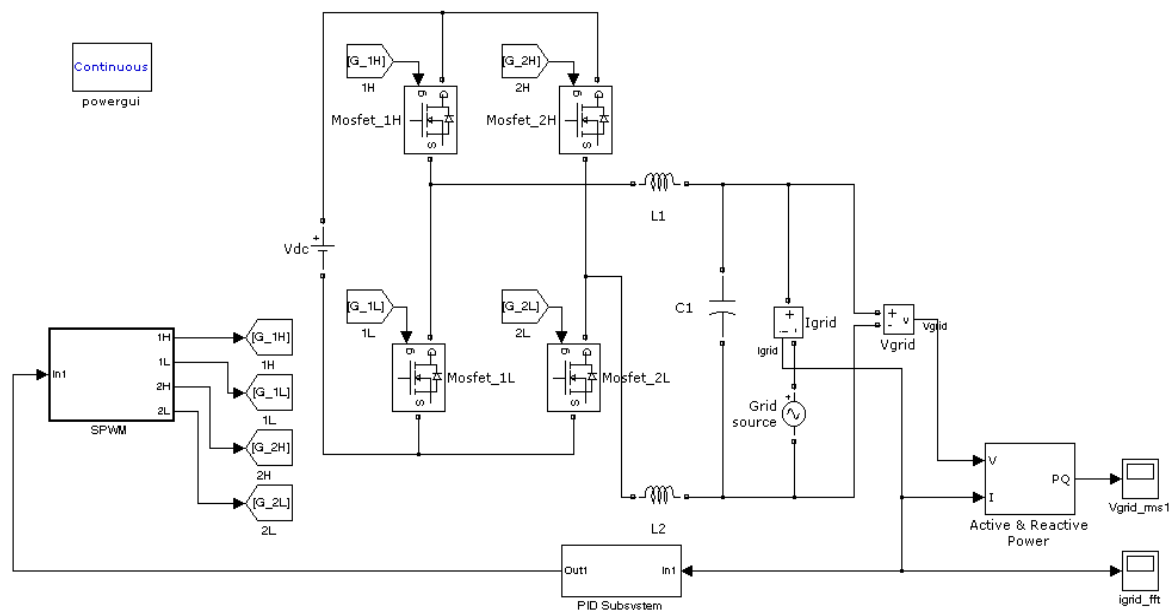 Continuous
powergui
[G_1H]
1H
g
D
S
Mosfet_1H
[G_2H]
2H
g
D
S
Mosfet_2H
L1
+
Vdc
[G_1L]
1L
g
D
S
Mosfet_1L
[G_2L]
2L
g
D
S
Mosfet_2L
C1
+
-
i
Igrid
Igrid
+
-
v
Vgrid
Vgrid
+
Grid
source
In1
1H
1L
2H
2L
SPWM
[G_1H]
1H
[G_1L]
1L
[G_2H]
2H
[G_2L]
2L
L2
V
I
PQ
Active & Reactive
Power
Vgrid_rms1
Out1
In1
PID Subsystem
igrid_fft